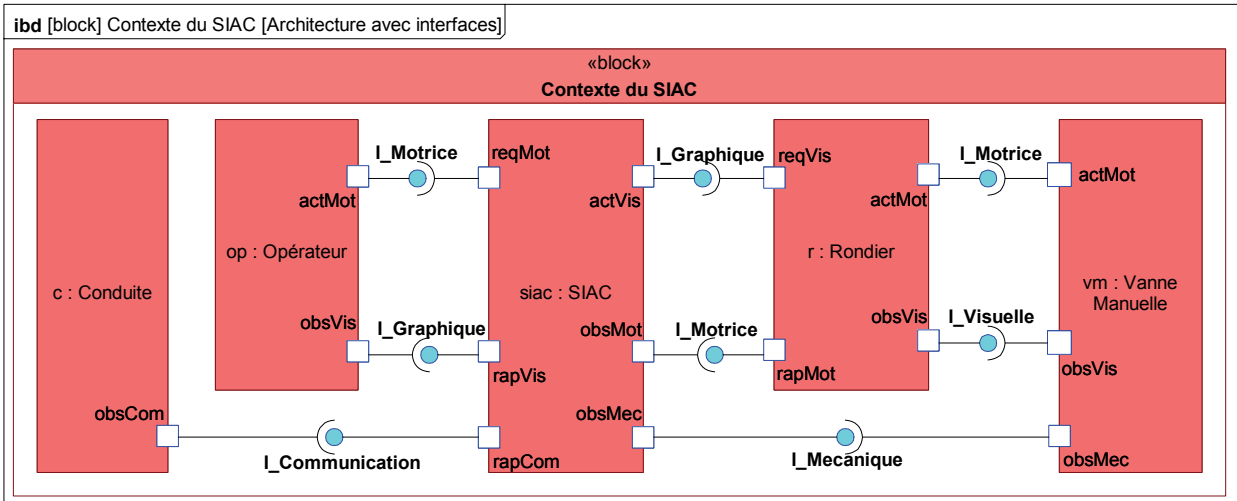 ibd [block] Contexte du SIAC [Architecture avec interfaces]
«block»
Contexte du SIAC
I_Motrice
reqMot
I_Graphique
reqVis
I_Motrice
actMot
actMot
actVis
actMot
op : Opérateur
r : Rondier
c : Conduite
siac : SIAC
vm : Vanne
Manuelle
obsVis
I_Graphique
obsMot
I_Motrice
obsVis
I_Visuelle
rapVis
rapMot
obsVis
obsCom
obsMec
I_Communication
rapCom
I_Mecanique
obsMec